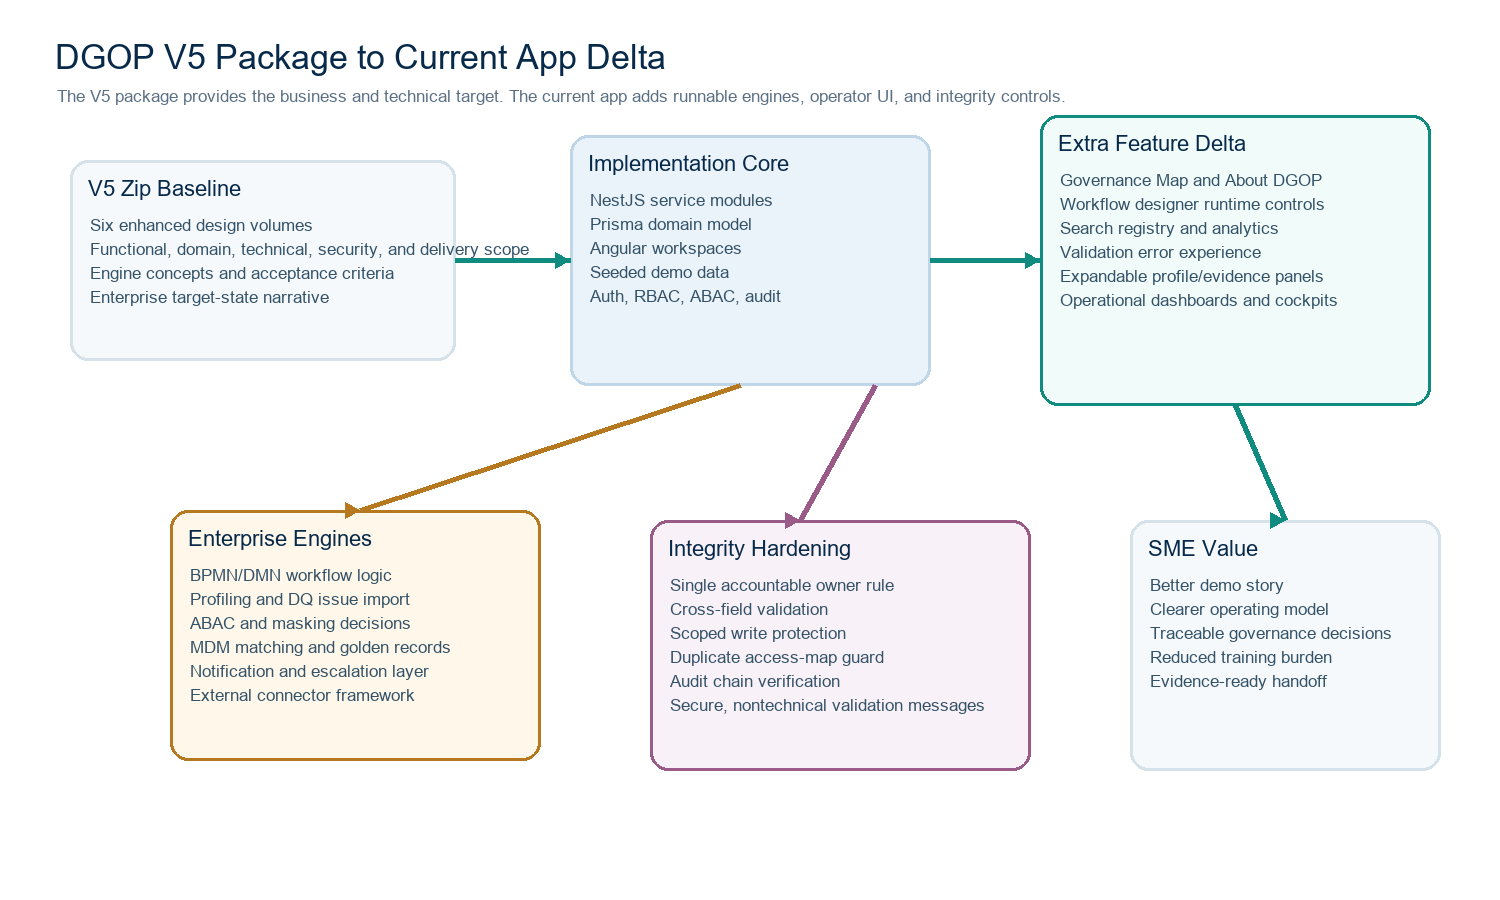 DGOP V5 Package to Current App Delta
The V5 package provides the business and technical target. The current app adds runnable engines, operator UI, and integrity controls.
V5 Zip Baseline
Six enhanced design volumes
Functional, domain, technical, security, and delivery scope
Engine concepts and acceptance criteria
Enterprise target-state narrative
Implementation Core
NestJS service modules
Prisma domain model
Angular workspaces
Seeded demo data
Auth, RBAC, ABAC, audit
Extra Feature Delta
Governance Map and About DGOP
Workflow designer runtime controls
Search registry and analytics
Validation error experience
Expandable profile/evidence panels
Operational dashboards and cockpits
Enterprise Engines
BPMN/DMN workflow logic
Profiling and DQ issue import
ABAC and masking decisions
MDM matching and golden records
Notification and escalation layer
External connector framework
Integrity Hardening
Single accountable owner rule
Cross-field validation
Scoped write protection
Duplicate access-map guard
Audit chain verification
Secure, nontechnical validation messages
SME Value
Better demo story
Clearer operating model
Traceable governance decisions
Reduced training burden
Evidence-ready handoff